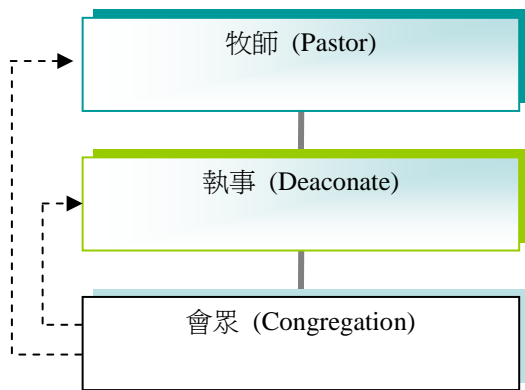 牧師 (Pastor)
執事 (Deaconate)
會眾 (Congregation)